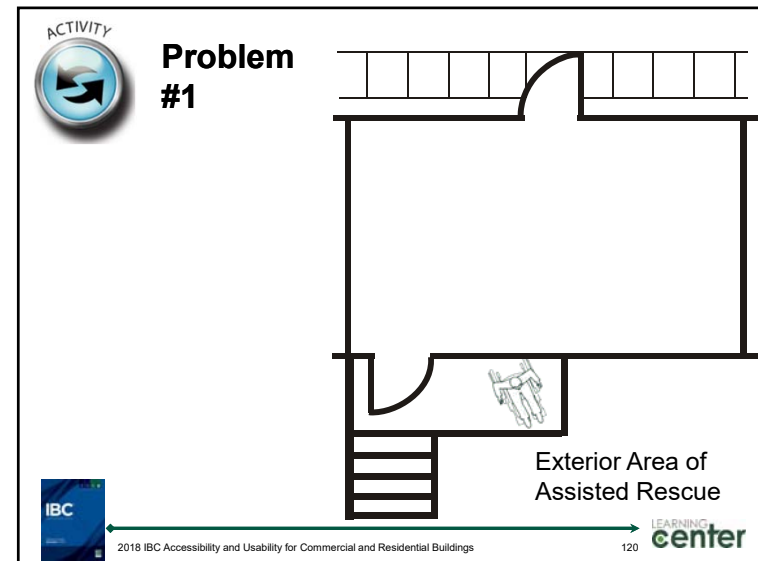 ACTIVITY
Problem
#1
Exterior Area of
Assisted Rescue
IBC
2018 IBC Accessibility and Usability for Commercial and Residential Buildings
120
LEARNING
center